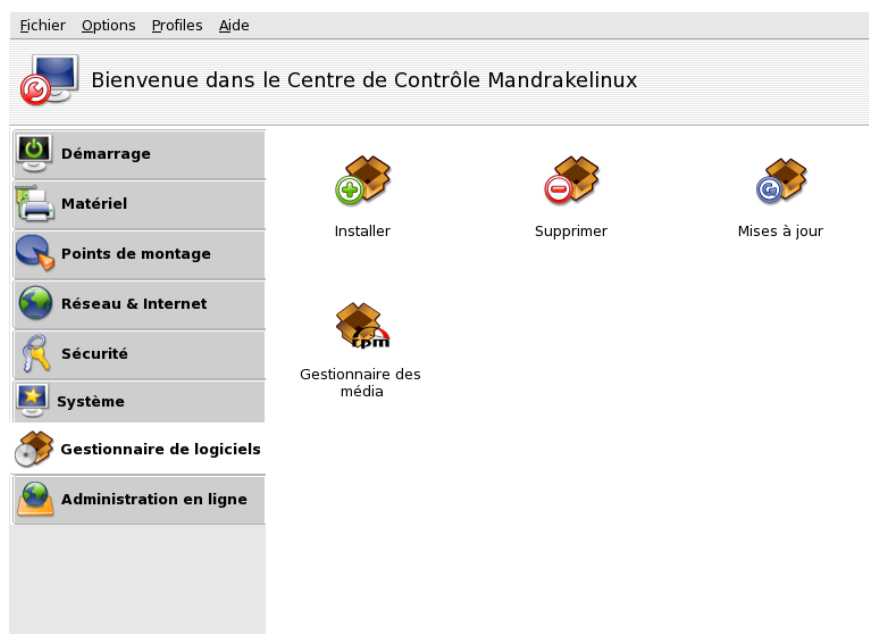 Fichier Options Profiles Aide
Bienvenue dans le Centre de Contrôle Mandrakelinux
Démarrage
Matériel
Points de montage
Réseau & Internet
Sécurité
Système
Gestionnaire de logiciels
Administration en ligne
Installer
Supprimer
Mises à jour
rpm
Gestionnaire des
média